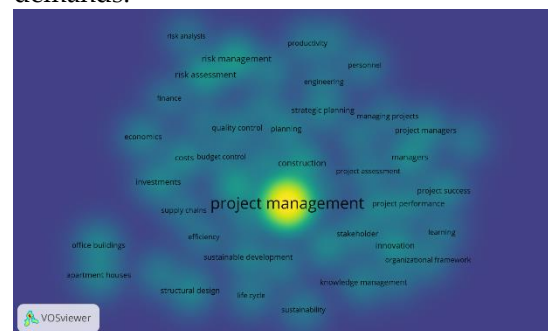 demands.
risk analysis
productivity
risk management
personnel
risk assessment
engineering
finance
strategic planning
managing projects
quality control
planning
project managers
economics
costs
budget control
construction
managers
project assessment
investments
project success
supply chains
project management
project performance
efficiency
stakeholder
learning
office buildings
innovation
sustainable development
organizational framework
apartment houses
structural design
life cycle
knowledge management
sustainability
VOSviewer